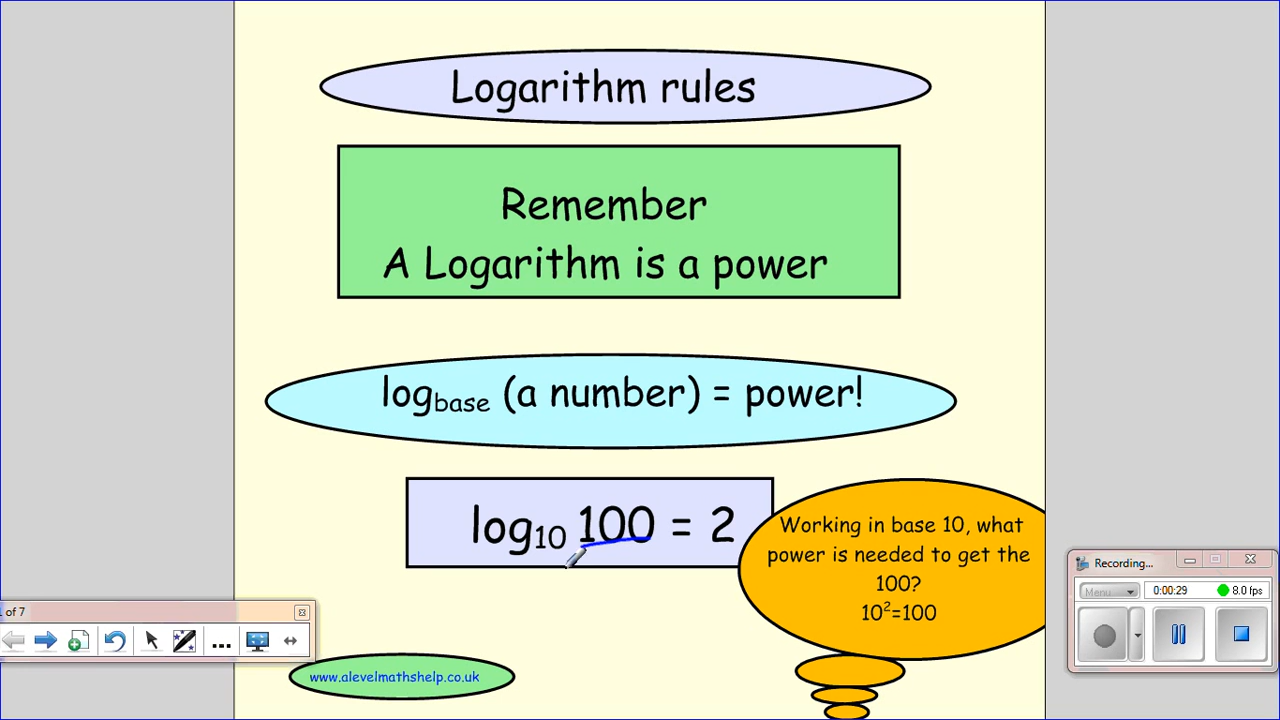 Logarithm rules
Remember
A Logarithm is a power
log_base (a number) = power!
log₁₀ 100 = 2
Working in base 10, what
power is needed to get the
100?
10²=100
Recording...
Menu
0:00:29
8.0 fps
of 7
...
www.alevelmathshelp.co.uk